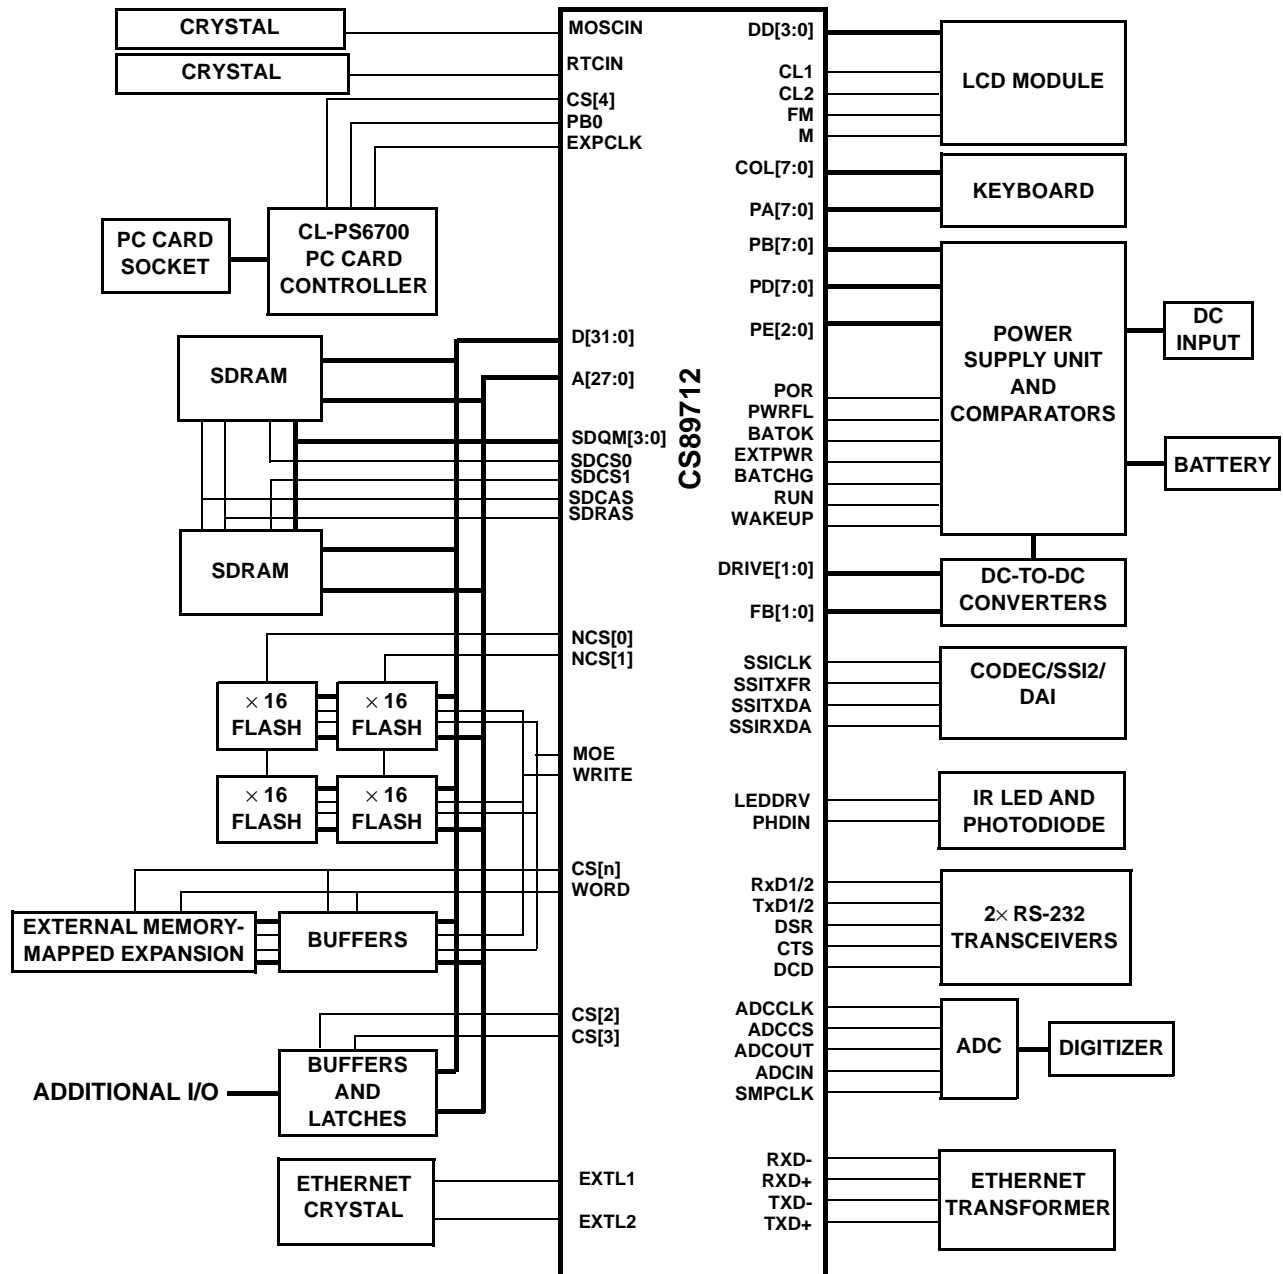 CRYSTAL
CRYSTAL
MOSCIN
RTCIN
CS[4]
PB0
EXPCLK
PC CARD
SOCKET
CL-PS6700
PC CARD
CONTROLLER
D[31:0]
A[27:0]
SDRAM
SDQM[3:0]
SDCS0
SDCS1
SDCAS
SDRAS
SDRAM
NCS[0]
NCS[1]
× 16
FLASH
× 16
FLASH
MOE
WRITE
× 16
FLASH
× 16
FLASH
CS[n]
WORD
EXTERNAL MEMORY-
MAPPED EXPANSION
BUFFERS
CS[2]
CS[3]
ADDITIONAL I/O
BUFFERS
AND
LATCHES
ETHERNET
CRYSTAL
EXTL1
EXTL2
CS89712
DD[3:0]
CL1
CL2
FM
M
LCD MODULE
COL[7:0]
PA[7:0]
KEYBOARD
PB[7:0]
PD[7:0]
PE[2:0]
POR
PWRFL
BATOK
EXTPWR
BATCHG
RUN
WAKEUP
POWER
SUPPLY UNIT
AND
COMPARATORS
DC
INPUT
BATTERY
DRIVE[1:0]
FB[1:0]
DC-TO-DC
CONVERTERS
SSICLK
SSITXFR
SSITXDA
SSIRXDA
CODEC/SSI2/
DAI
LEDDRV
PHDIN
IR LED AND
PHOTODIODE
RxD1/2
TxD1/2
DSR
CTS
DCD
2× RS-232
TRANSCEIVERS
ADCCLK
ADCCS
ADCOUT
ADCIN
SMPCLK
ADC
DIGITIZER
RXD-
RXD+
TXD-
TXD+
ETHERNET
TRANSFORMER